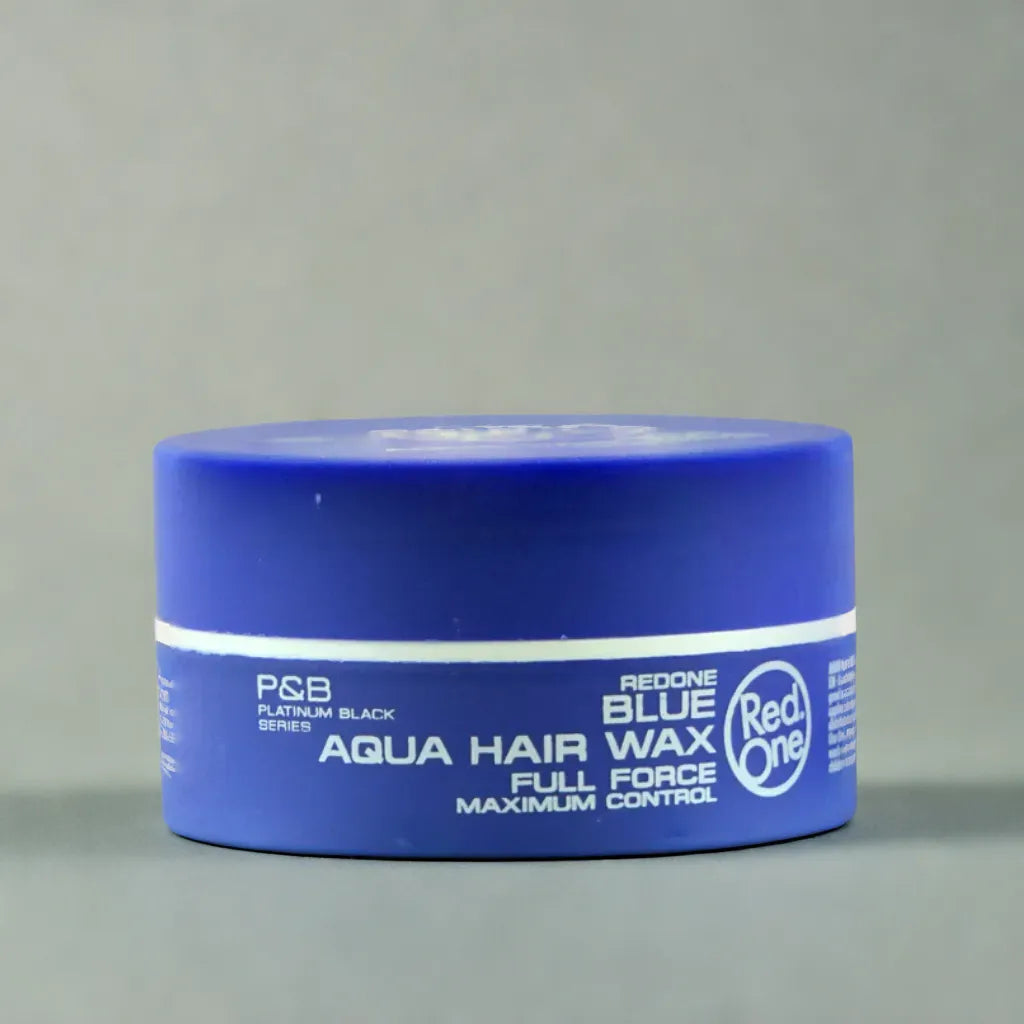 P&B
PLATINUM BLACK
SERIES
REDONE
BLUE
AQUA HAIR WAX
FULL FORCE
MAXIMUM CONTROL
Red.
One